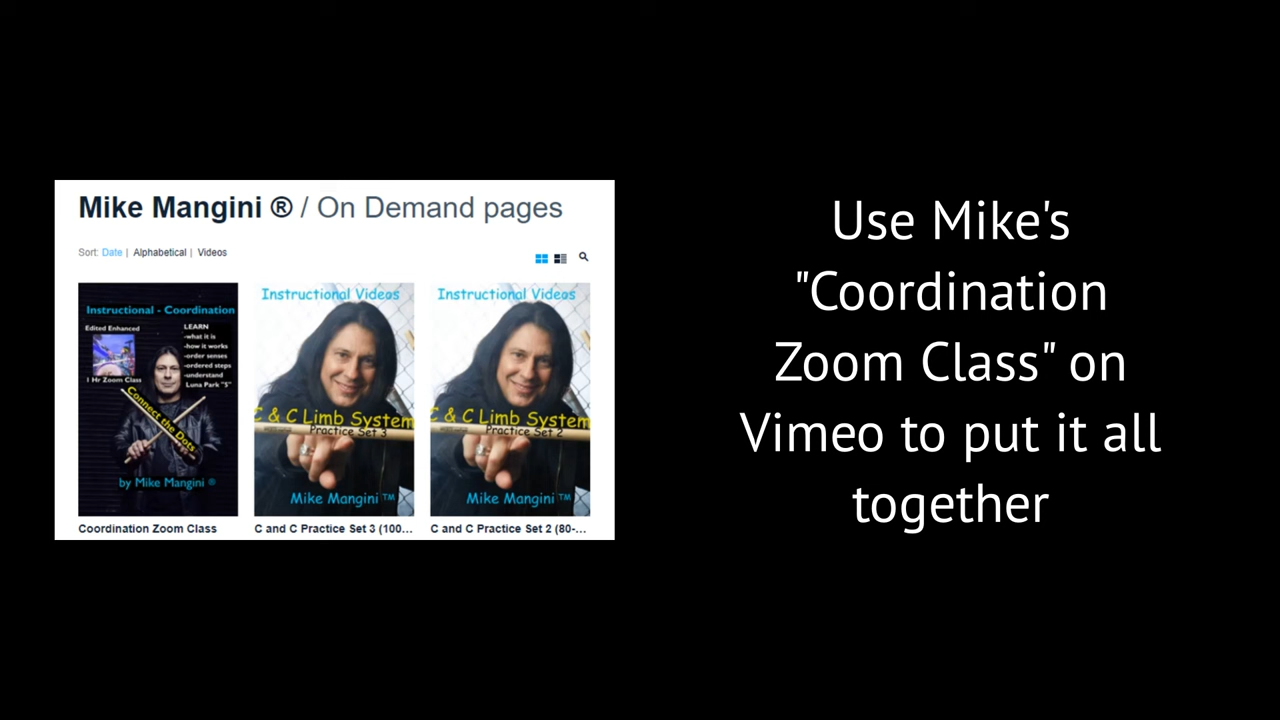 Mike Mangini ® / On Demand pages
Sort: Date | Alphabetical | Videos
Instructional - Coordination
Edited Enhanced
1 Hr Zoom Class
LEARN
-what it is
-how it works
-order senses
-ordered steps
-understand
Luna Park "5"
Connect the Dots
by Mike Mangini ®
Coordination Zoom Class
Instructional Videos
C & C Limb System
Practice Set 3
Mike Mangini ™
C and C Practice Set 3 (100...
Instructional Videos
C & C Limb System
Practice Set 2
Mike Mangini ™
C and C Practice Set 2 (80-...
Use Mike's
"Coordination
Zoom Class" on
Vimeo to put it all
together